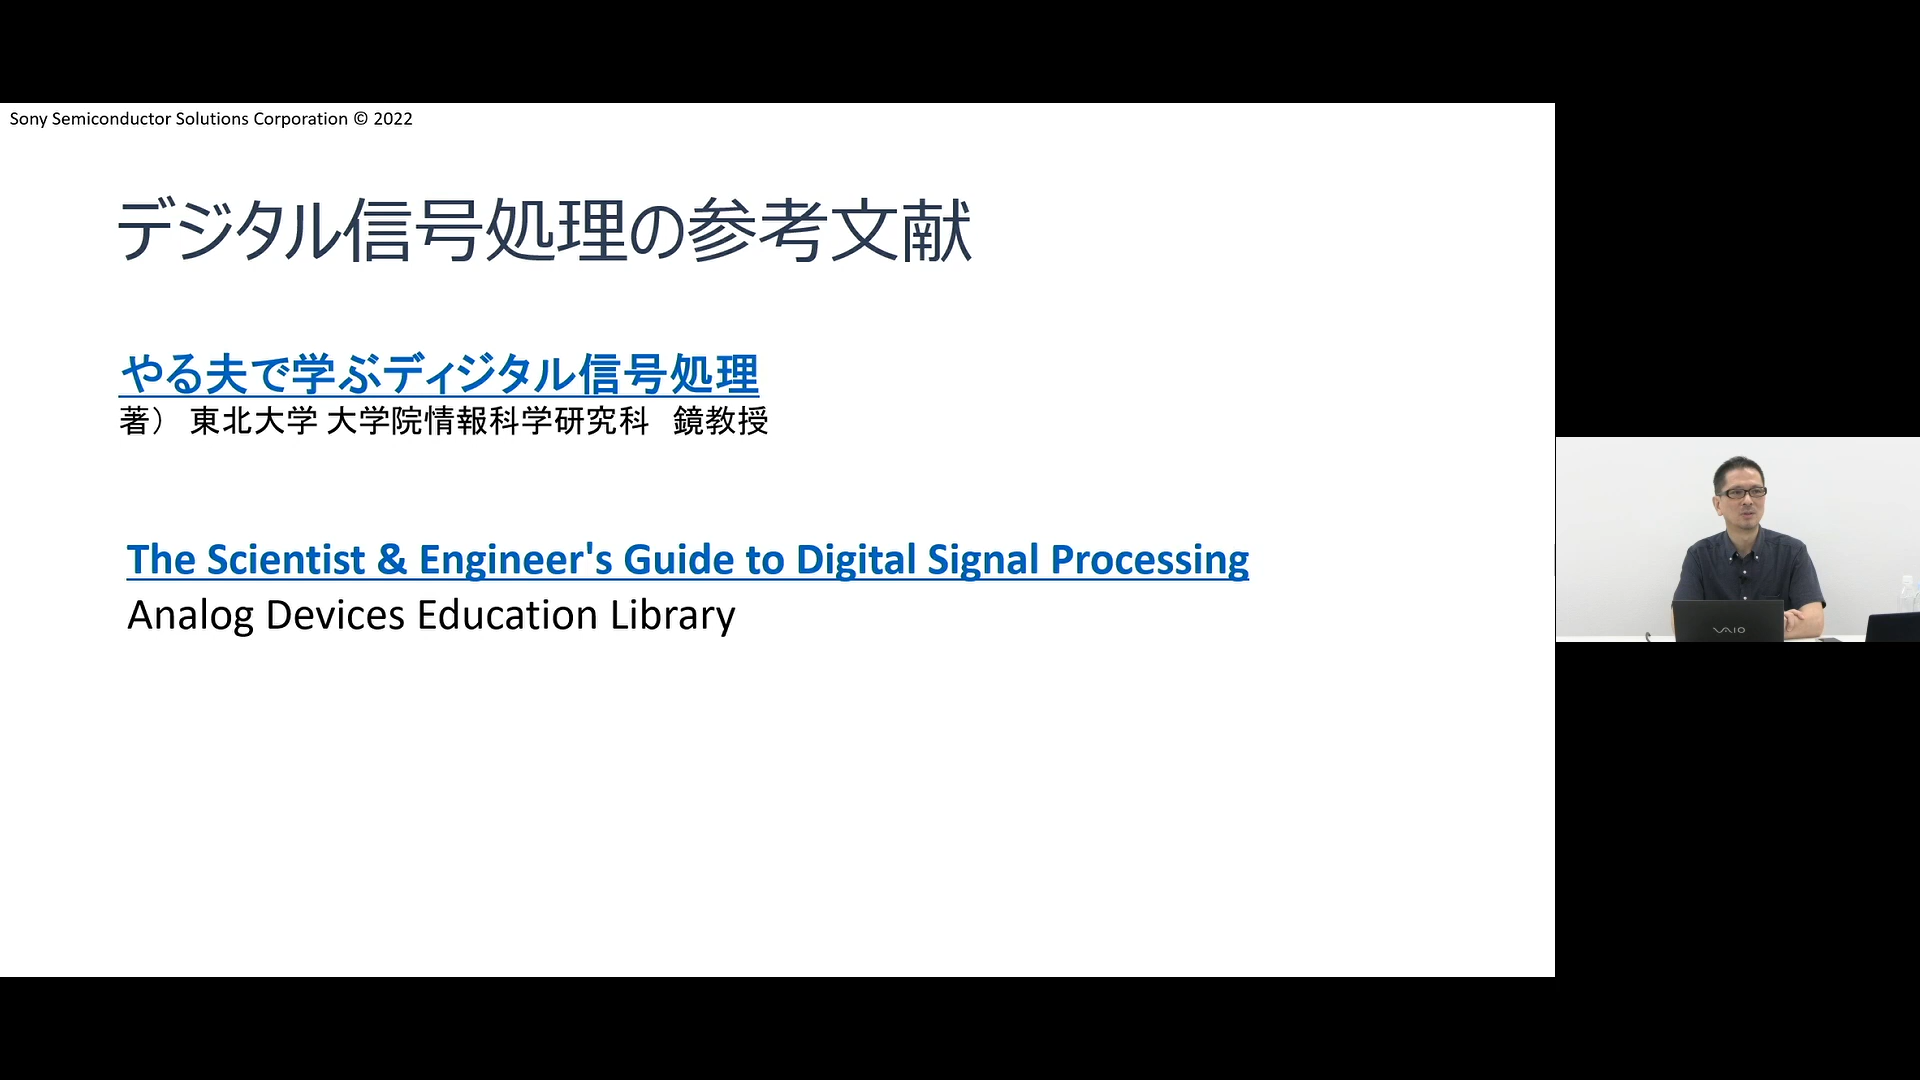 Sony Semiconductor Solutions Corporation © 2022
デジタル信号処理の参考文献
やる夫で学ぶディジタル信号処理
著） 東北大学 大学院情報科学研究科　鏡教授
The Scientist & Engineer's Guide to Digital Signal Processing
Analog Devices Education Library
VAIO